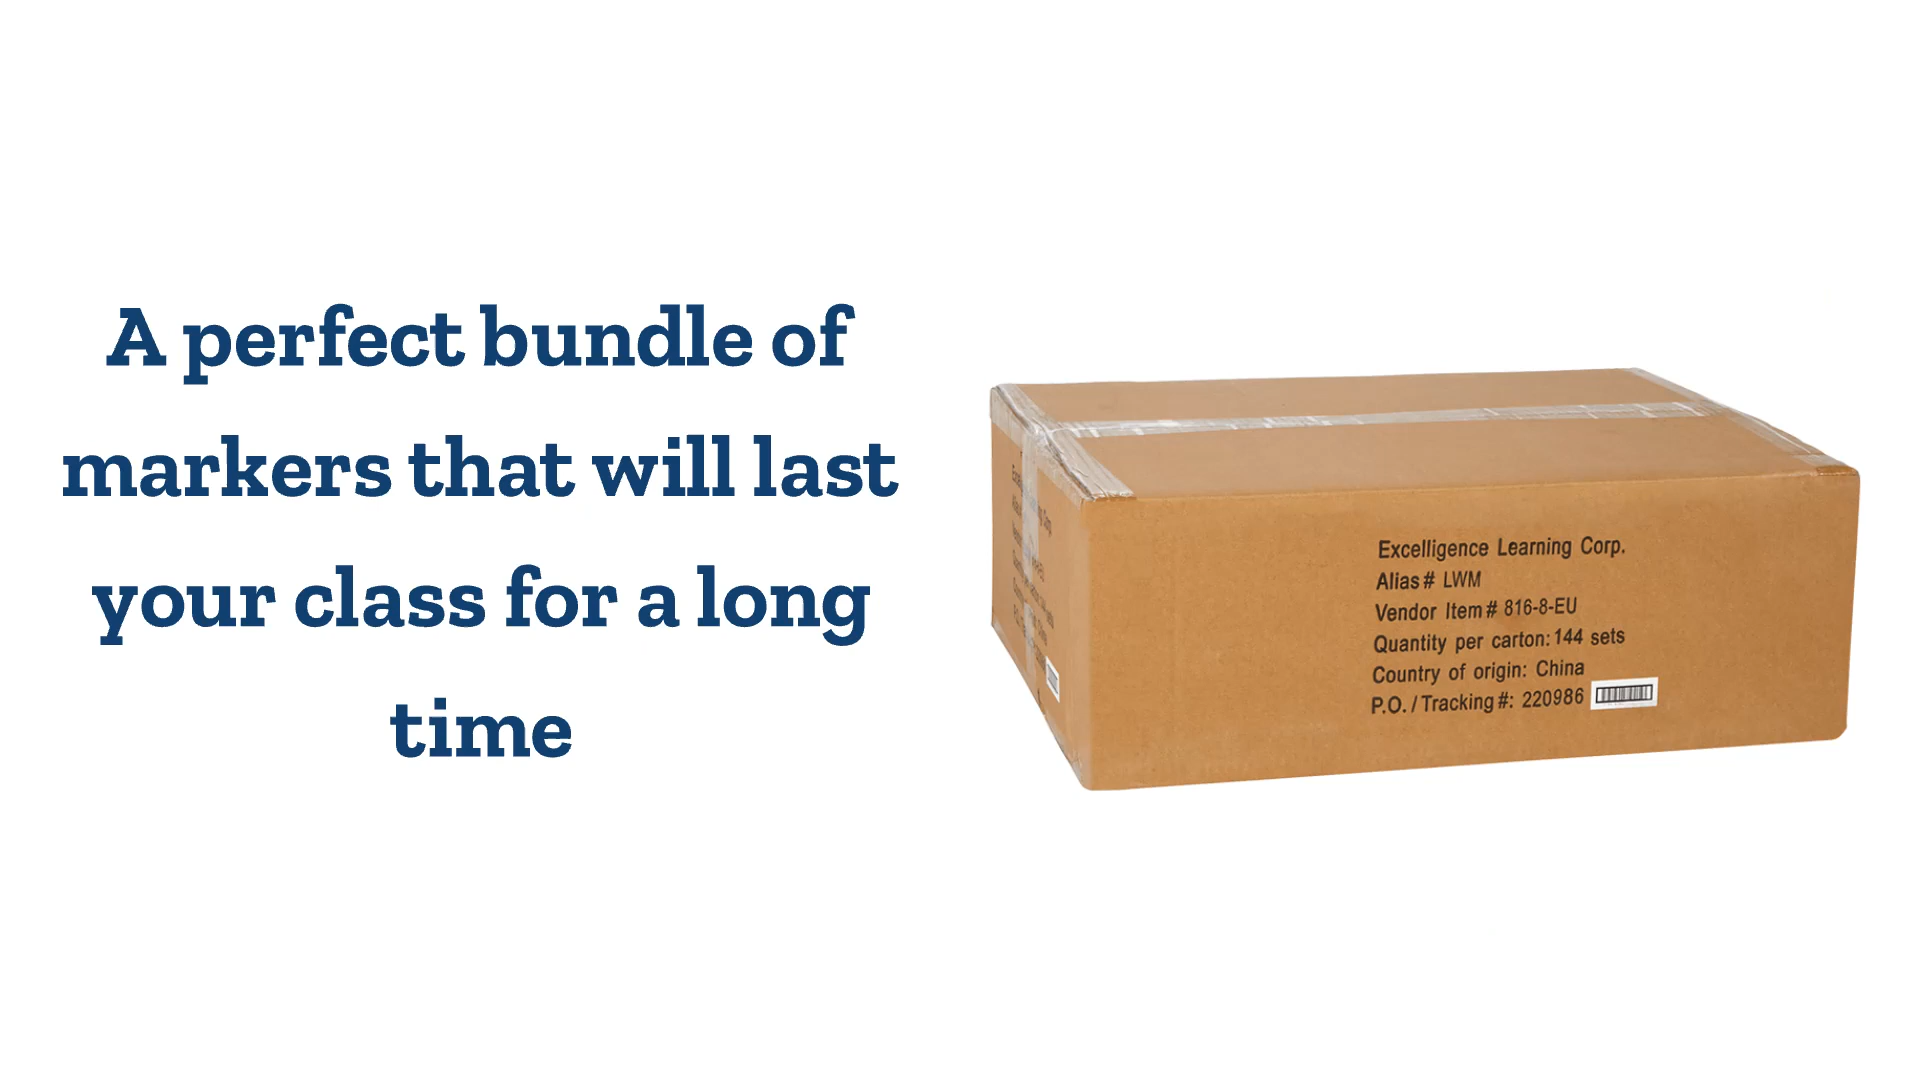 A perfect bundle of
markers that will last
your class for a long
time
Excelligence Learning Corp.
Alias# LWM
Vendor Item# 816-8-EU
Quantity per carton: 144 sets
Country of origin: China
P.O. / Tracking#: 220986